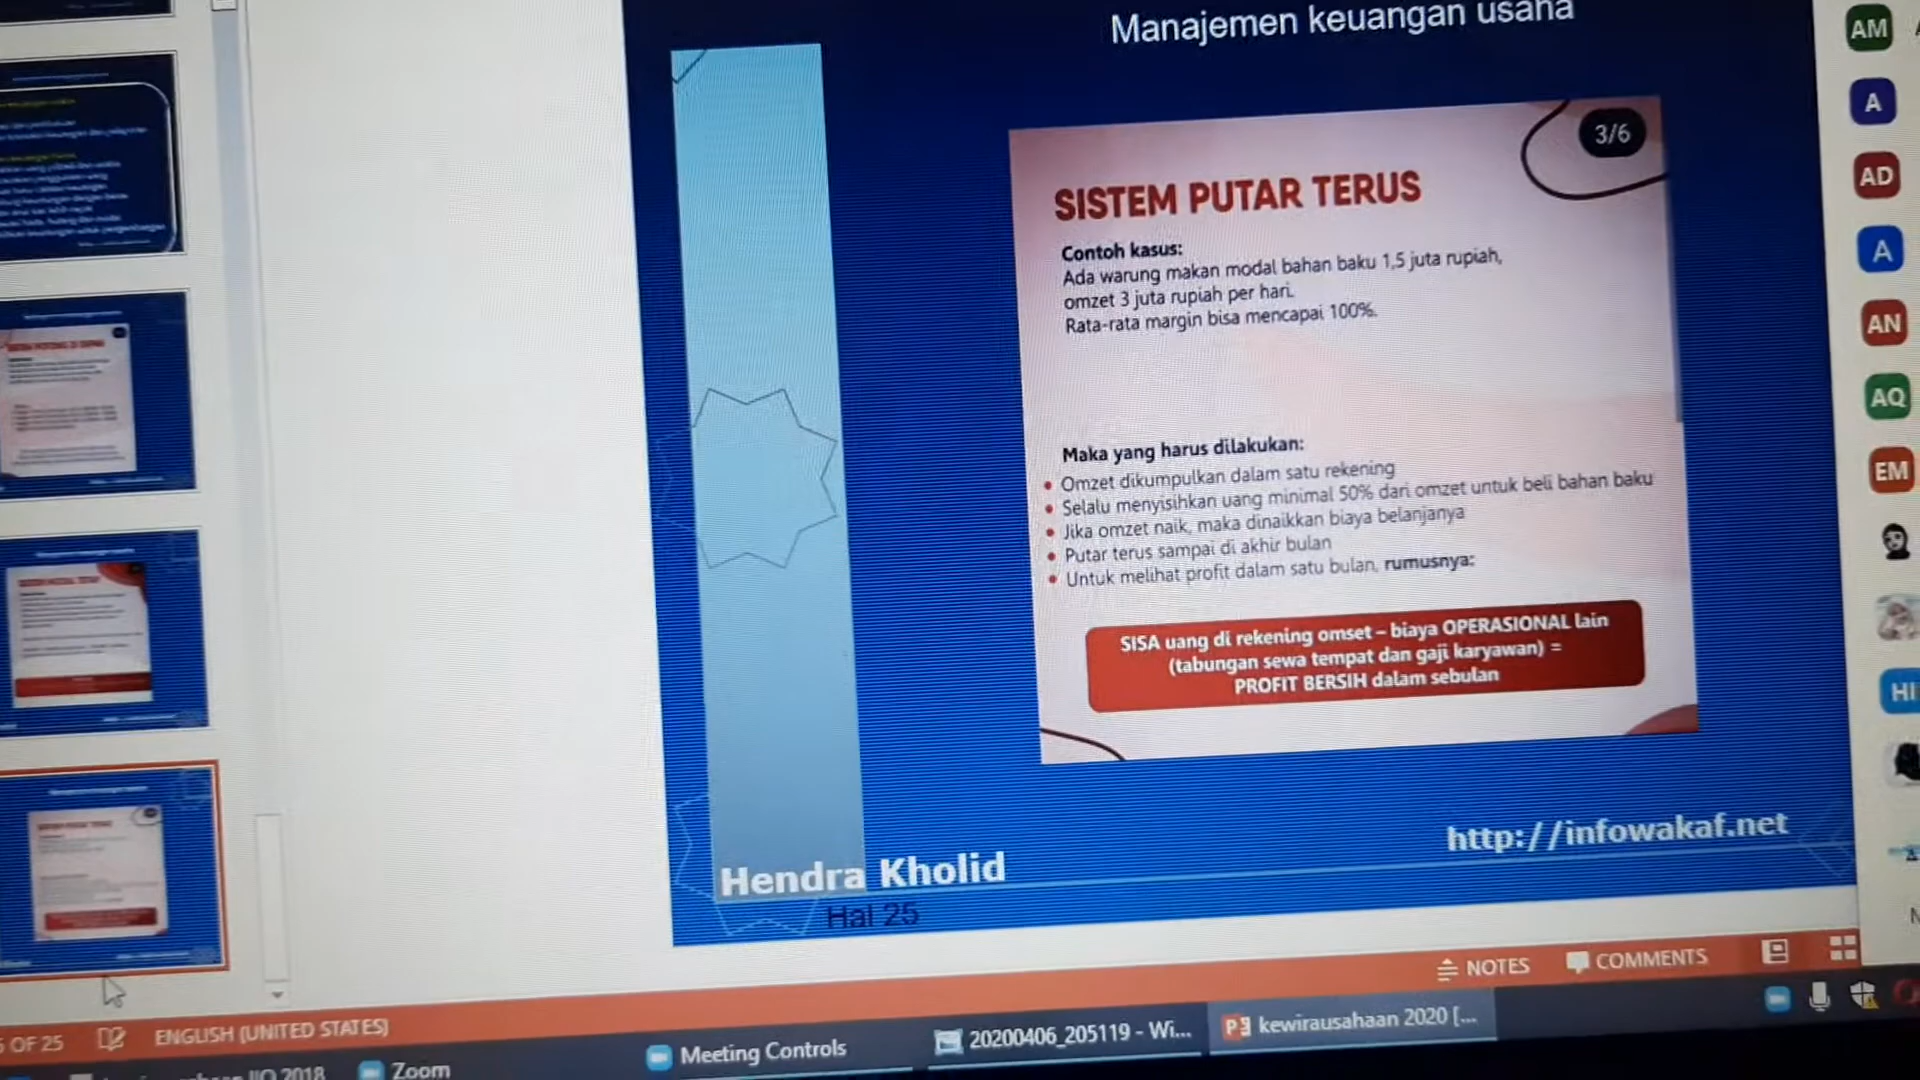 Manajemen keuangan usaha
3/6
SISTEM PUTAR TERUS
Contoh kasus:
Ada warung makan modal bahan baku 1,5 juta rupiah,
omzet 3 juta rupiah per hari.
Rata-rata margin bisa mencapai 100%.
Maka yang harus dilakukan:
Omzet dikumpulkan dalam satu rekening
Selalu menyisihkan uang minimal 50% dari omzet untuk beli bahan baku
Jika omzet naik, maka dinaikkan biaya belanjanya
Putar terus sampai di akhir bulan
Untuk melihat profit dalam satu bulan, rumusnya:
SISA uang di rekening omset – biaya OPERASIONAL lain
(tabungan sewa tempat dan gaji karyawan) =
PROFIT BERSIH dalam sebulan
http://infowakaf.net
Hendra Kholid
Hal 25
AM
A
AD
A
AN
AQ
EM
HI
NOTES
COMMENTS
OF 25
ENGLISH (UNITED STATES)
JIQ 2018
Zoom
Meeting Controls
20200406_205119 - Wi...
kewirausahaan 2020 [...